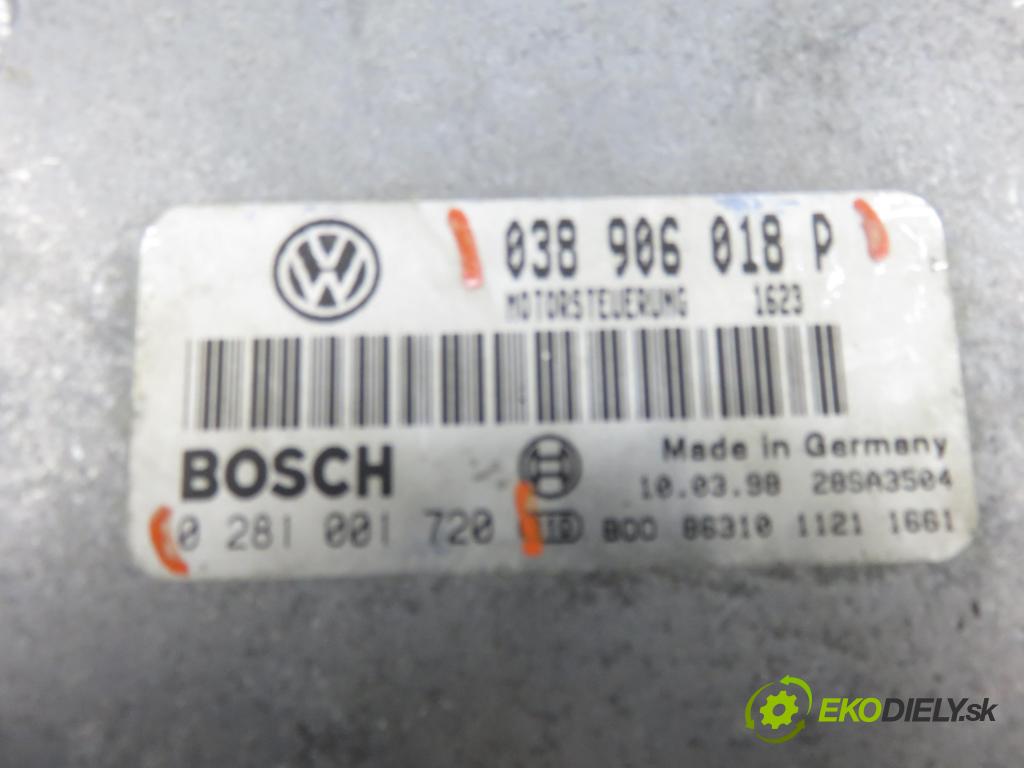 038 906 018 P
MOTORSTEUERUNG 1623
BOSCH
Made in Germany
10.03.98 28SA3504
0 281 001 720
800 86310 1121 1661
EKODIELY.sk